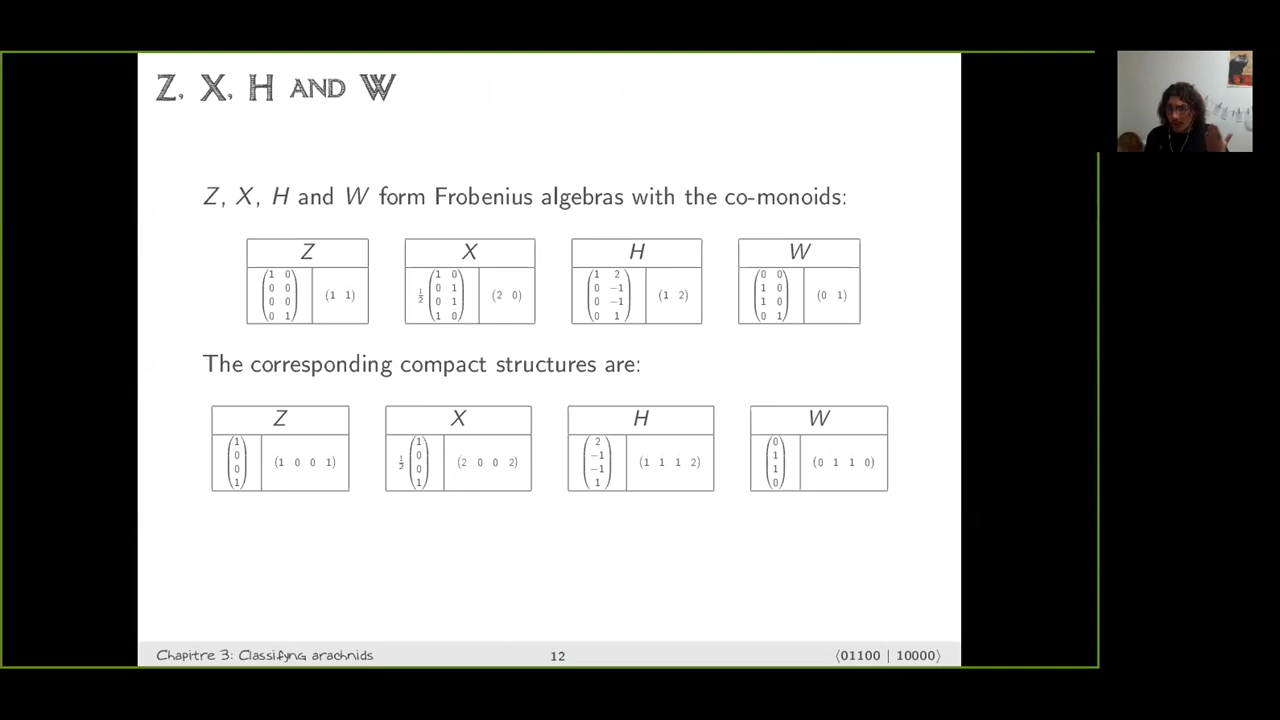 Z, X, H AND W
Z, X, H and W form Frobenius algebras with the co-monoids:
Z X H W
(1 0
0 0
0 0
0 1) (1 1) 1/2 (1 0
0 1
0 1
1 0) (2 0) (1 2
0 −1
0 −1
0 1) (1 2) (0 0
1 0
1 0
0 1) (0 1)
The corresponding compact structures are:
Z X H W
(1
0
0
1) (1 0 0 1) 1/2 (1
0
0
1) (2 0 0 2) (2
−1
−1
1) (1 1 1 2) (0
1
1
0) (0 1 1 0)
Chapitre 3: Classifyng arachnids 12 ⟨01100 | 10000⟩